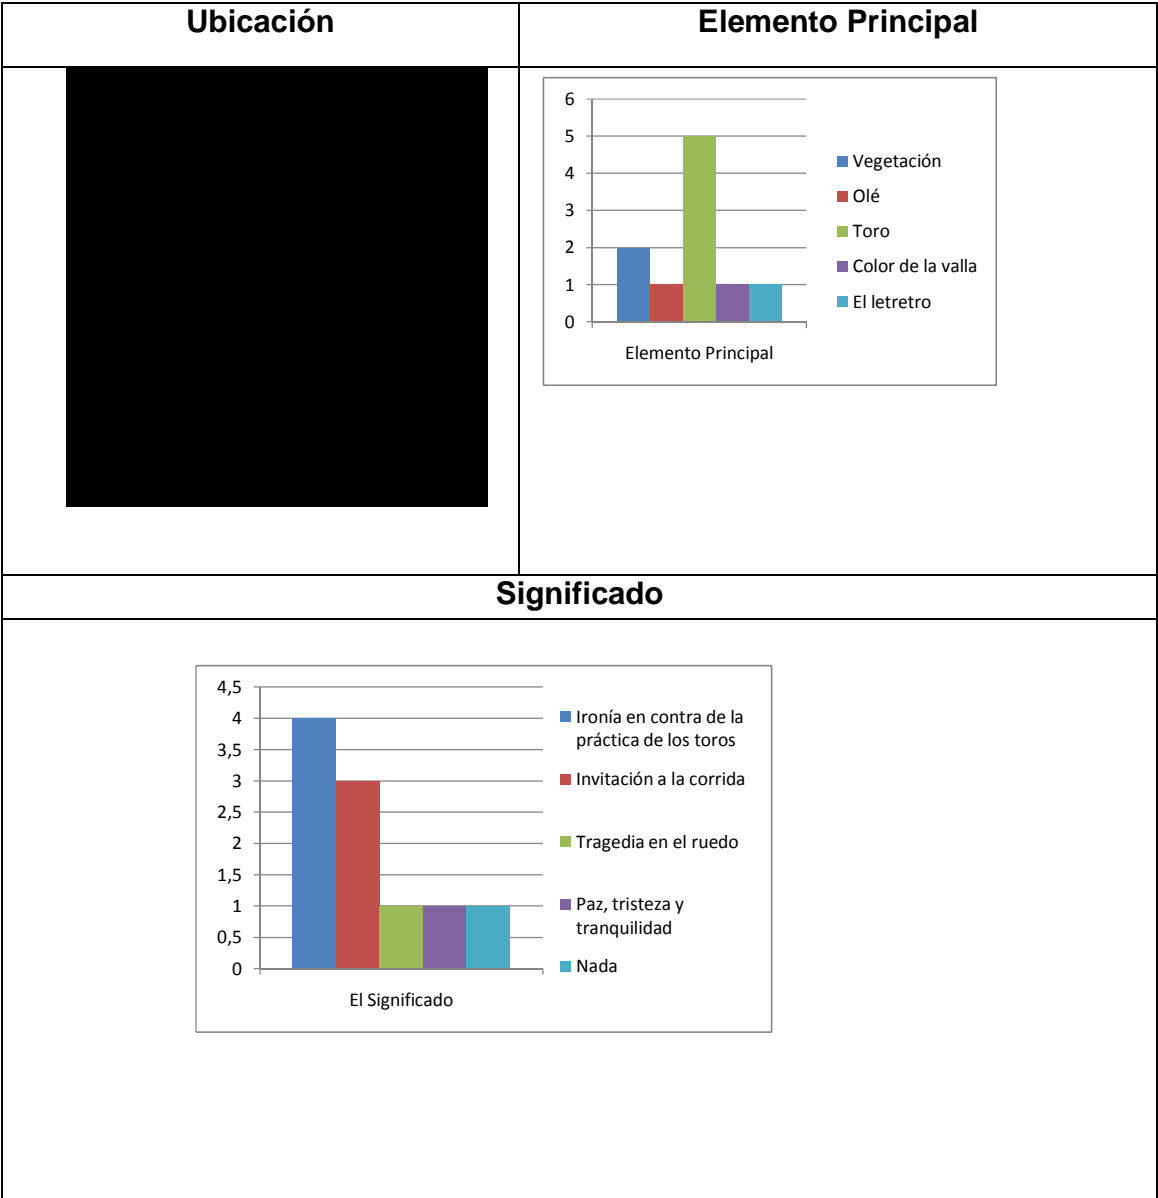 Ubicación
Elemento Principal
6
5
4
3
2
1
0
Elemento Principal
Vegetación
Olé
Toro
Color de la valla
El letretro
Significado
4,5
4
3,5
3
2,5
2
1,5
1
0,5
0
El Significado
Ironía en contra de la
práctica de los toros
Invitación a la corrida
Tragedia en el ruedo
Paz, tristeza y
tranquilidad
Nada